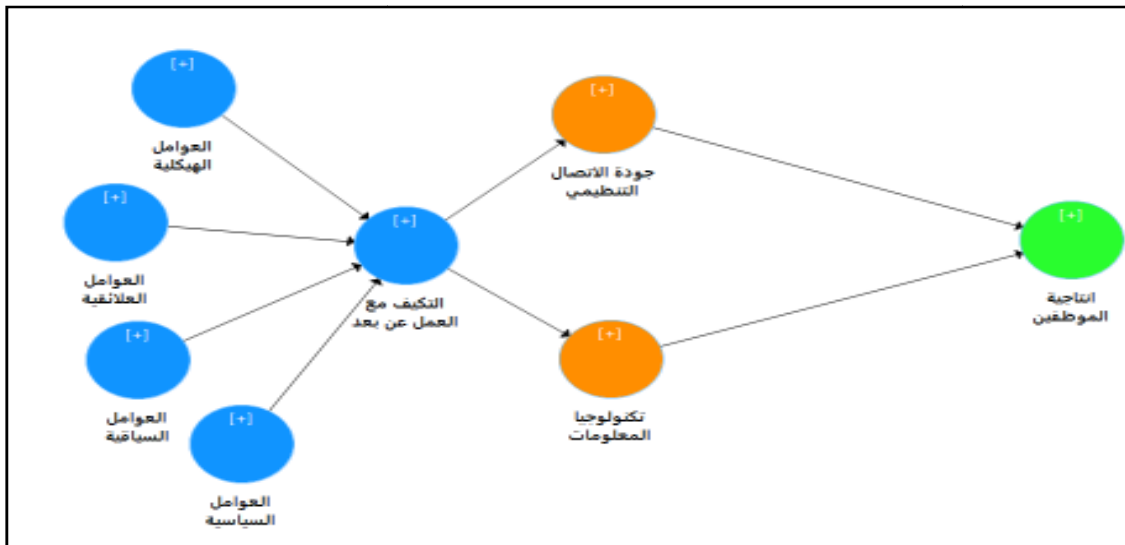 [+]
العوامل
الهيكلية
[+]
العوامل
العلائقية
[+]
العوامل
السياقية
[+]
العوامل
السياسية
[+]
التكيف مع
العمل عن بعد
[+]
جودة الاتصال
التنظيمي
[+]
تكنولوجيا
المعلومات
[+]
انتاجية
الموظفين